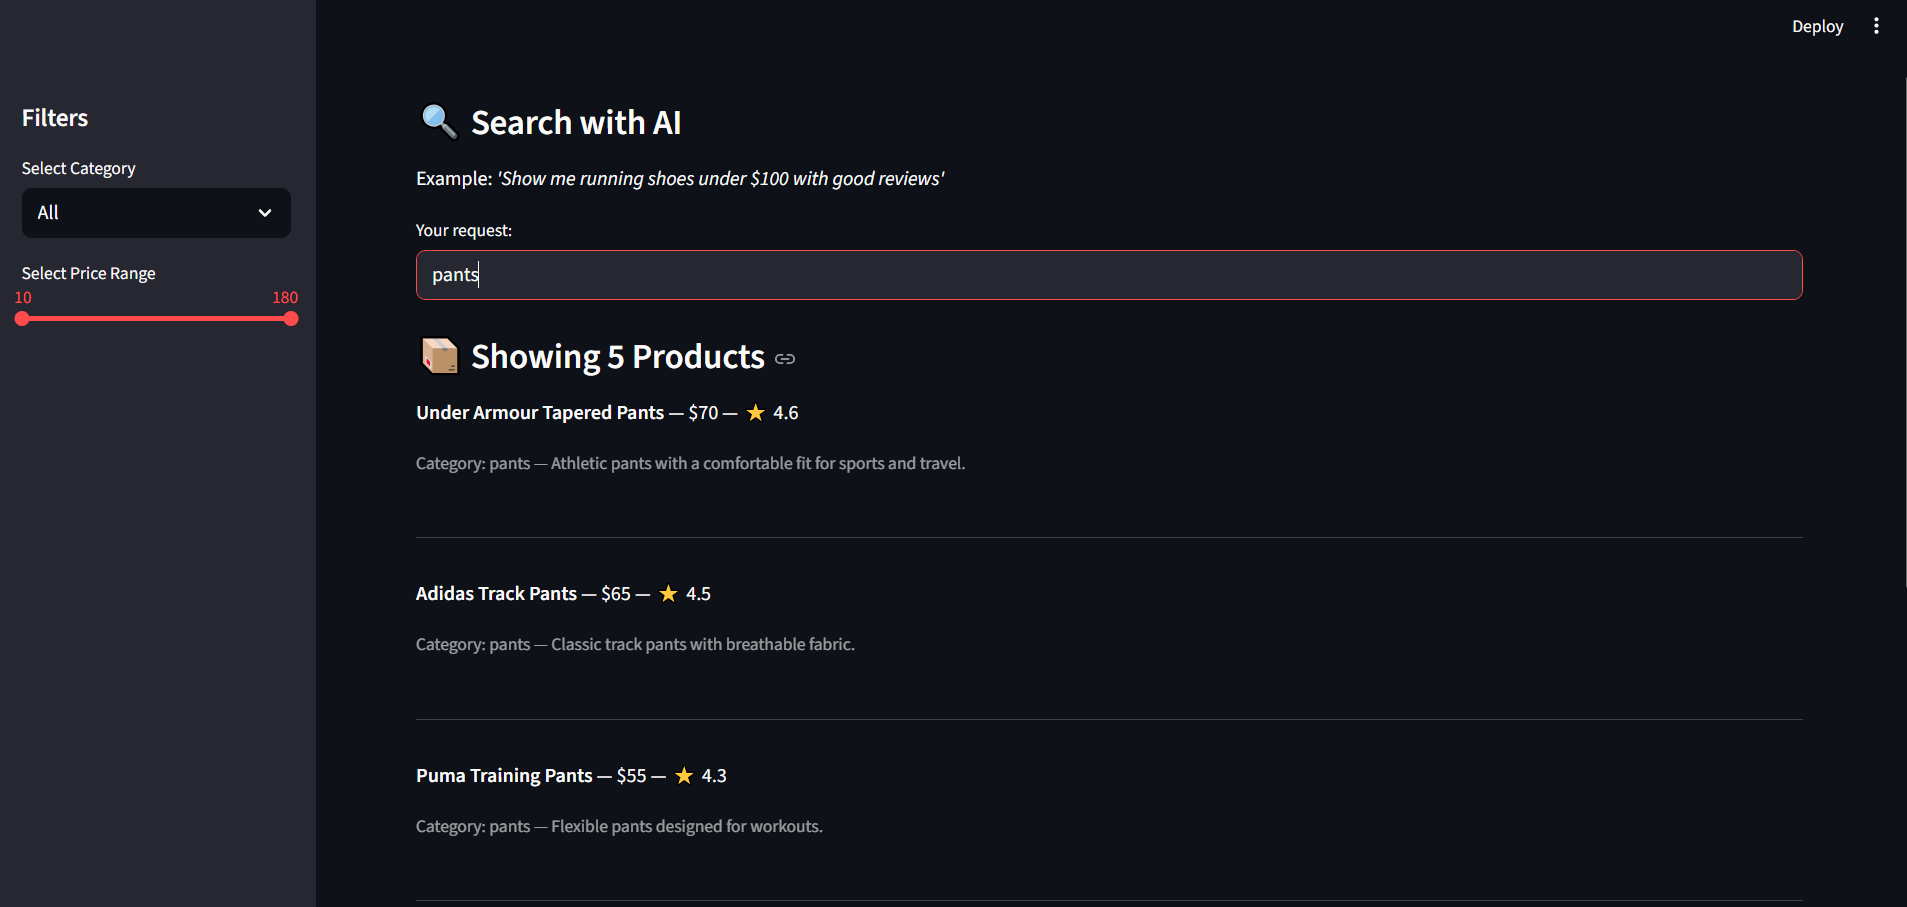 Deploy
Filters
Select Category
All
Select Price Range
10 180
Search with AI
Example: 'Show me running shoes under $100 with good reviews'
Your request:
pants
Showing 5 Products
Under Armour Tapered Pants — $70 — ⭐ 4.6
Category: pants — Athletic pants with a comfortable fit for sports and travel.
Adidas Track Pants — $65 — ⭐ 4.5
Category: pants — Classic track pants with breathable fabric.
Puma Training Pants — $55 — ⭐ 4.3
Category: pants — Flexible pants designed for workouts.